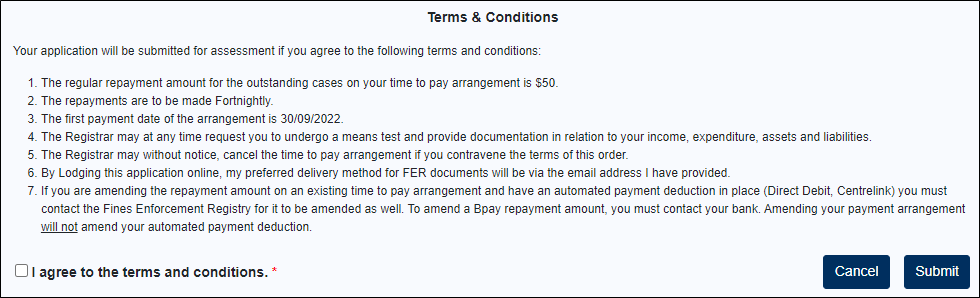 Terms & Conditions
Your application will be submitted for assessment if you agree to the following terms and conditions:
1. The regular repayment amount for the outstanding cases on your time to pay arrangement is $50.
2. The repayments are to be made Fortnightly.
3. The first payment date of the arrangement is 30/09/2022.
4. The Registrar may at any time request you to undergo a means test and provide documentation in relation to your income, expenditure, assets and liabilities.
5. The Registrar may without notice, cancel the time to pay arrangement if you contravene the terms of this order.
6. By Lodging this application online, my preferred delivery method for FER documents will be via the email address I have provided.
7. If you are amending the repayment amount on an existing time to pay arrangement and have an automated payment deduction in place (Direct Debit, Centrelink) you must
contact the Fines Enforcement Registry for it to be amended as well. To amend a Bpay repayment amount, you must contact your bank. Amending your payment arrangement
will not amend your automated payment deduction.
I agree to the terms and conditions. *
Cancel
Submit